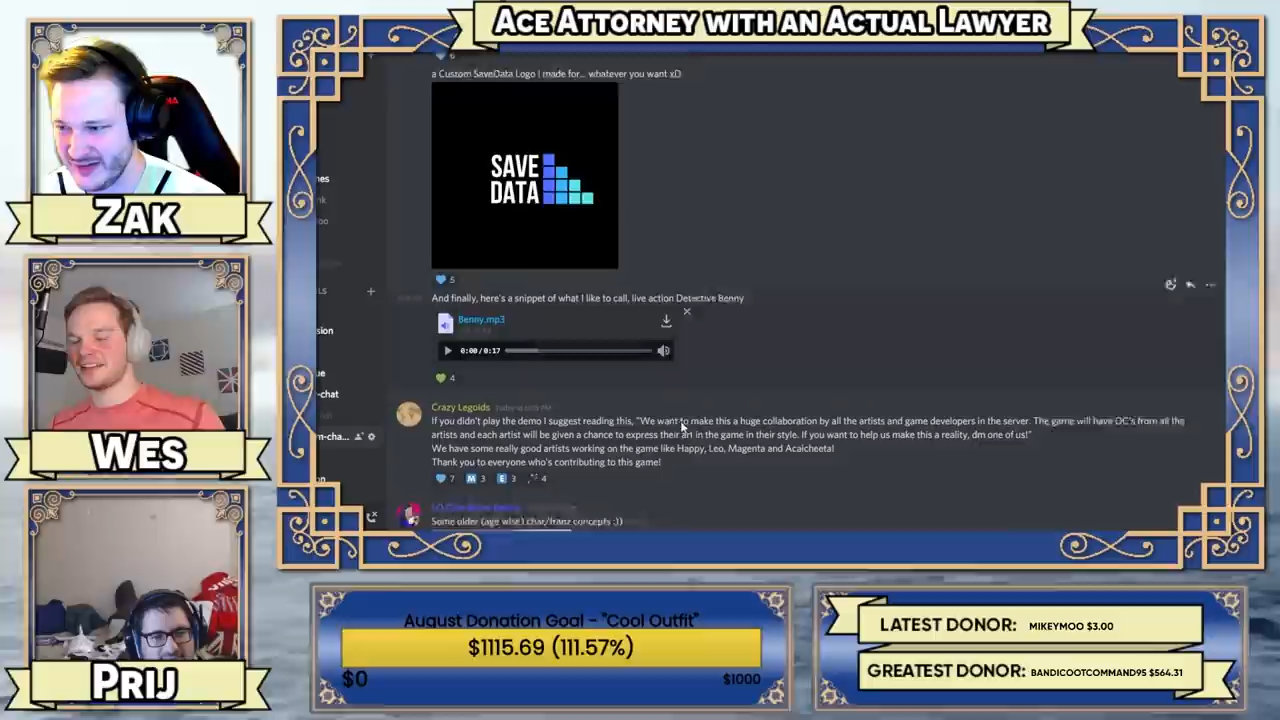 ACE ATTORNEY WITH AN ACTUAL LAWYER
a Custom SaveData Logo I made for... whatever you want xD
SAVE
DATA
5
And finally, here's a snippet of what I like to call, live action Detective Benny
Benny.mp3
0:00 / 0:17
4
Crazy Legoids
If you didn't play the demo I suggest reading this, "We want to make this a huge collaboration by all the artists and game developers in the server. The game will have OC's from all the
artists and each artist will be given a chance to express their art in the game in their style. If you want to help us make this a reality, dm one of us!"
We have some really good artists working on the game like Happy, Leo, Magenta and Acaicheeta!
Thank you to everyone who's contributing to this game!
7 M 3 E 3 4
Some older (age wise) char/franz concepts :))
-chat
m-cha...
ZAK
WES
PRIJ
August Donation Goal - "Cool Outfit"
$1115.69 (111.57%)
$0
$1000
LATEST DONOR: MIKEYMOO $3.00
GREATEST DONOR: BANDICOOTCOMMAND95 $564.31